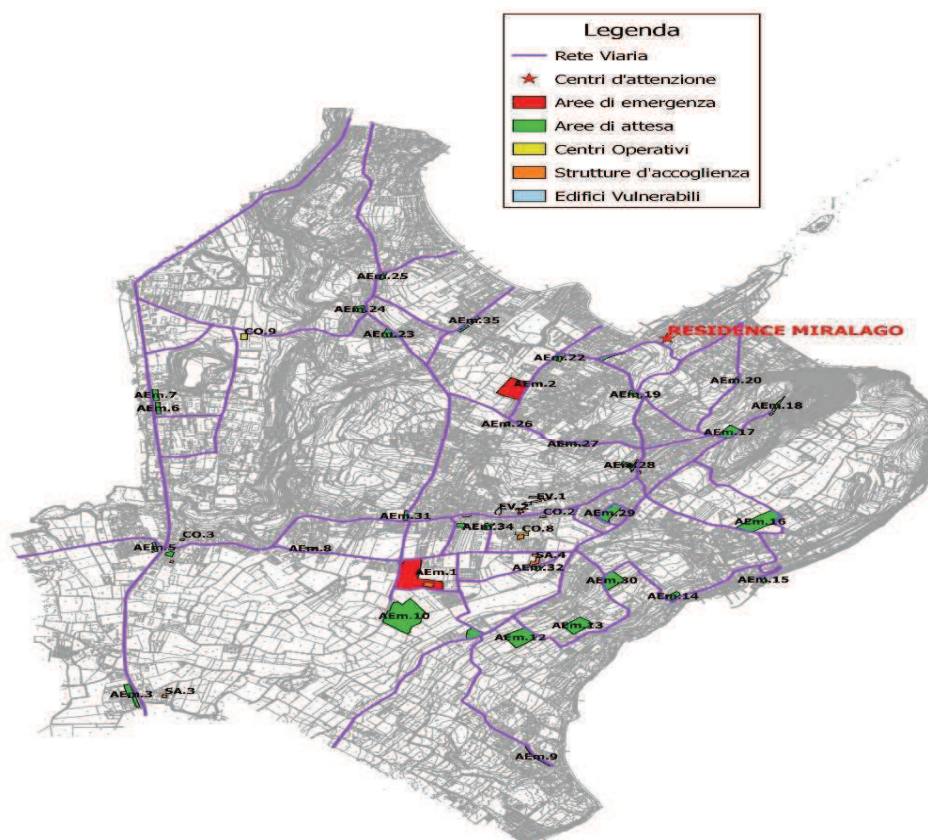 Legenda
Rete Viaria
Centri d'attenzione
Aree di emergenza
Aree di attesa
Centri Operativi
Strutture d'accoglienza
Edifici Vulnerabili
AEm.25
AEm.24
AEm.35
CO.9
AEm.23
RESIDENCE MIRALAGO
AEm.22
AEm.2
AEm.20
AEm.7
AEm.19
AEm.6
AEm.18
AEm.26
AEm.17
AEm.27
AEm.28
EV.1
EV.2
CO.2
AEm.31
AEm.29
AEm.34
AEm.16
CO.8
CO.3
AEm.5
AEm.8
SA.4
AEm.32
AEm.1
AEm.30
AEm.15
AEm.14
AEm.10
AEm.13
AEm.12
AEm.3
SA.3
AEm.9